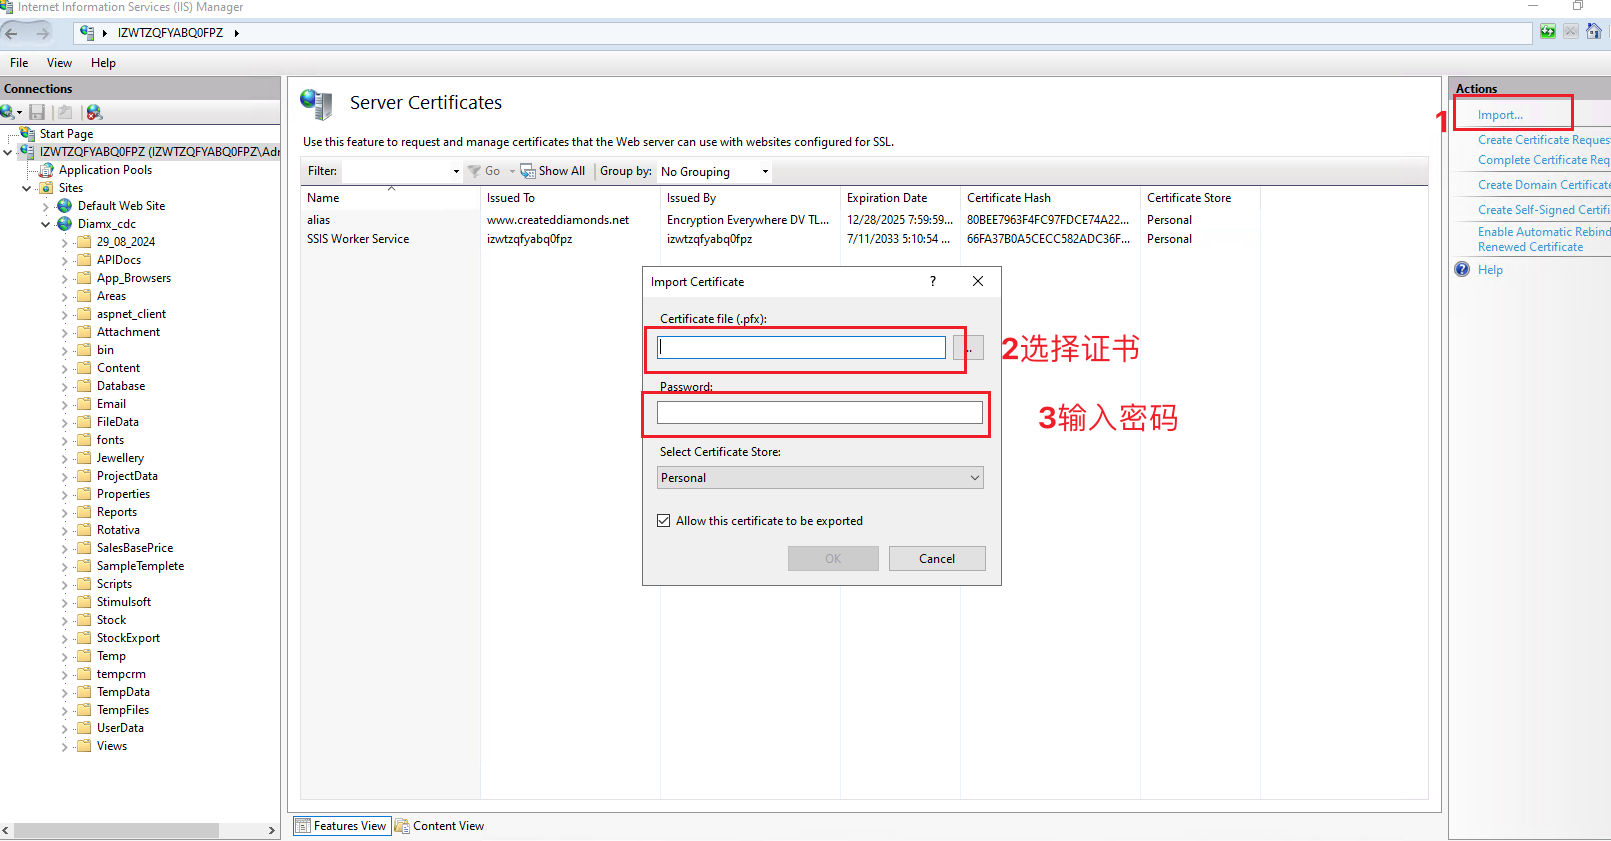 Internet Information Services (IIS) Manager
IZWTZQFYABQ0FPZ
File View Help
Connections
Start Page
IZWTZQFYABQ0FPZ (IZWTZQFYABQ0FPZ\Adr
Application Pools
Sites
Default Web Site
Diamx_cdc
29_08_2024
APIDocs
App_Browsers
Areas
aspnet_client
Attachment
bin
Content
Database
Email
FileData
fonts
Jewellery
ProjectData
Properties
Reports
Rotativa
SalesBasePrice
SampleTemplete
Scripts
Stimulsoft
Stock
StockExport
Temp
tempcrm
TempData
TempFiles
UserData
Views
Server Certificates
Use this feature to request and manage certificates that the Web server can use with websites configured for SSL.
Filter: Go Show All Group by: No Grouping
Name Issued To Issued By Expiration Date Certificate Hash Certificate Store
alias www.createddiamonds.net Encryption Everywhere DV TL... 12/28/2025 7:59:59... 80BEE7963F4FC97FDCE74A22... Personal
SSIS Worker Service izwtzqfyabq0fpz izwtzqfyabq0fpz 7/11/2033 5:10:54 ... 66FA37B0A5CECC582ADC36F... Personal
Import Certificate ?
Certificate file (.pfx):
...
2选择证书
Password:
3输入密码
Select Certificate Store:
Personal
Allow this certificate to be exported
OK Cancel
Features View Content View
Actions
1
Import...
Create Certificate Reques
Complete Certificate Req
Create Domain Certificate
Create Self-Signed Certifi
Enable Automatic Rebind
Renewed Certificate
Help